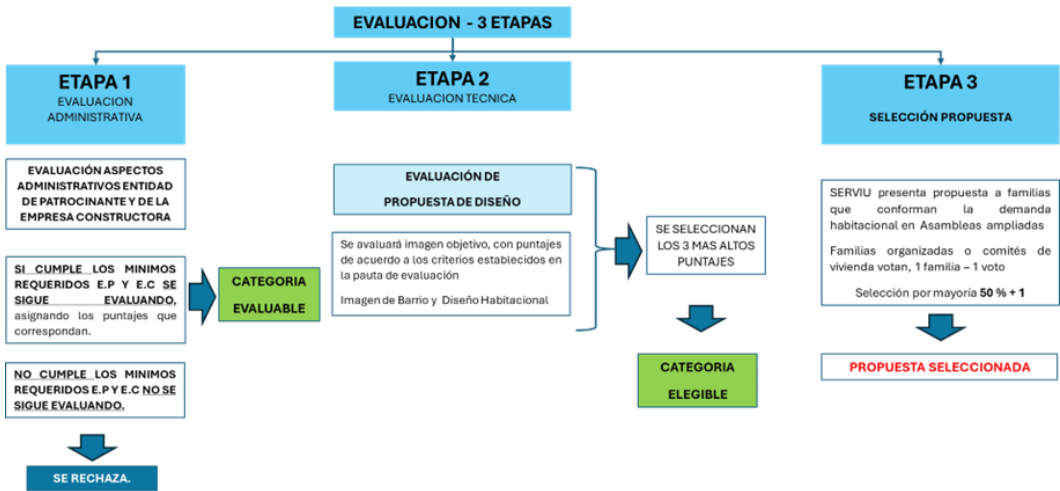 EVALUACION - 3 ETAPAS
ETAPA 1
EVALUACION
ADMINISTRATIVA
EVALUACIÓN ASPECTOS
ADMINISTRATIVOS ENTIDAD
DE PATROCINANTE Y DE LA
EMPRESA CONSTRUCTORA
SI CUMPLE LOS MINIMOS
REQUERIDOS E.P Y E.C SE
SIGUE EVALUANDO,
asignando los puntajes que
correspondan.
CATEGORIA
EVALUABLE
NO CUMPLE LOS MINIMOS
REQUERIDOS E.P Y E.C NO SE
SIGUE EVALUANDO.
SE RECHAZA.
ETAPA 2
EVALUACION TECNICA
EVALUACIÓN DE
PROPUESTA DE DISEÑO
Se avaluará imagen objetivo, con puntajes
de acuerdo a los criterios establecidos en
la pauta de evaluación
Imagen de Barrio y Diseño Habitacional
SE SELECCIONAN
LOS 3 MAS ALTOS
PUNTAJES
CATEGORIA
ELEGIBLE
ETAPA 3
SELECCIÓN PROPUESTA
SERVIU presenta propuesta a familias
que conforman la demanda
habitacional en Asambleas ampliadas
Familias organizadas o comités de
vivienda votan, 1 familia – 1 voto
Selección por mayoría 50 % + 1
PROPUESTA SELECCIONADA